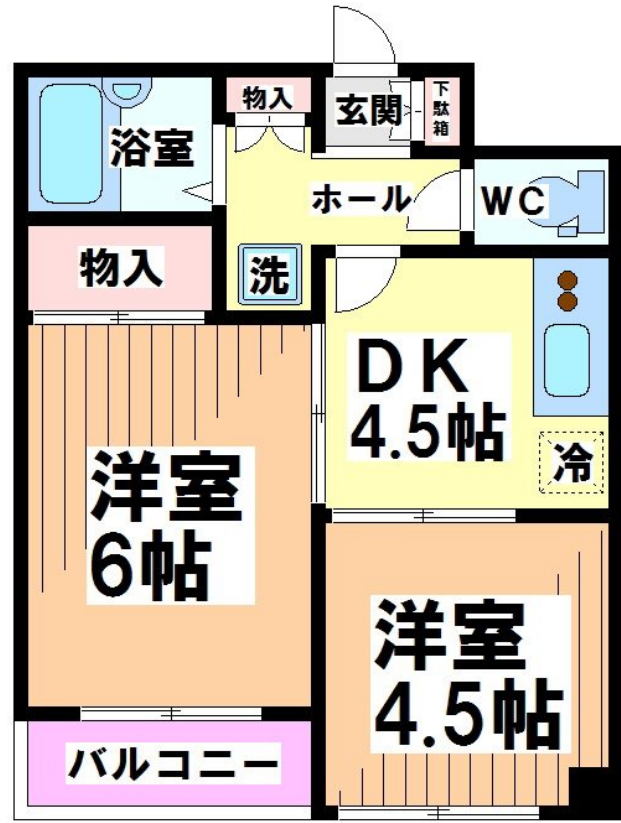 物入
玄関
下駄箱
浴室
ホール
WC
物入
洗
DK
4.5帖
冷
洋室
6帖
洋室
4.5帖
バルコニー